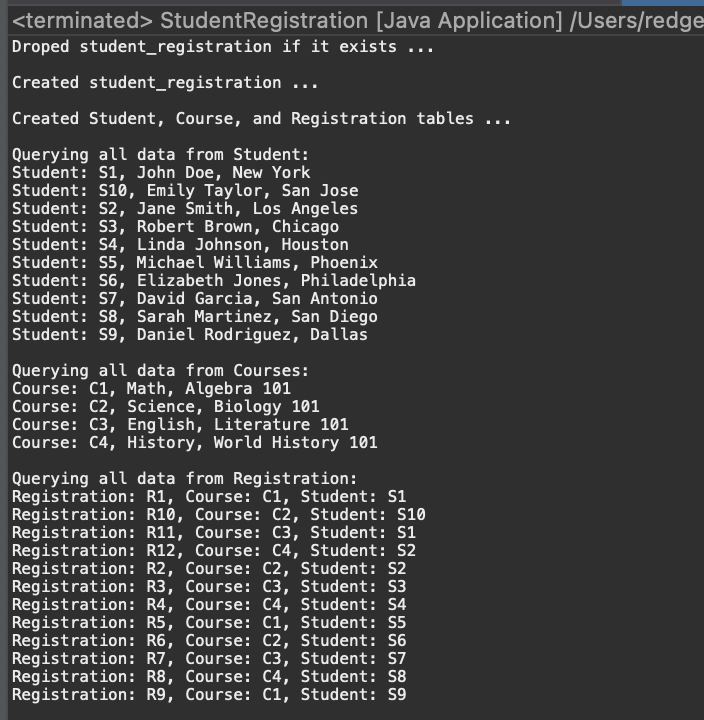 <terminated> StudentRegistration [Java Application] /Users/redge
Droped student_registration if it exists ...
Created student_registration ...
Created Student, Course, and Registration tables ...
Querying all data from Student:
Student: S1, John Doe, New York
Student: S10, Emily Taylor, San Jose
Student: S2, Jane Smith, Los Angeles
Student: S3, Robert Brown, Chicago
Student: S4, Linda Johnson, Houston
Student: S5, Michael Williams, Phoenix
Student: S6, Elizabeth Jones, Philadelphia
Student: S7, David Garcia, San Antonio
Student: S8, Sarah Martinez, San Diego
Student: S9, Daniel Rodriguez, Dallas
Querying all data from Courses:
Course: C1, Math, Algebra 101
Course: C2, Science, Biology 101
Course: C3, English, Literature 101
Course: C4, History, World History 101
Querying all data from Registration:
Registration: R1, Course: C1, Student: S1
Registration: R10, Course: C2, Student: S10
Registration: R11, Course: C3, Student: S1
Registration: R12, Course: C4, Student: S2
Registration: R2, Course: C2, Student: S2
Registration: R3, Course: C3, Student: S3
Registration: R4, Course: C4, Student: S4
Registration: R5, Course: C1, Student: S5
Registration: R6, Course: C2, Student: S6
Registration: R7, Course: C3, Student: S7
Registration: R8, Course: C4, Student: S8
Registration: R9, Course: C1, Student: S9